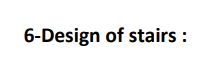 6-Design of stairs :